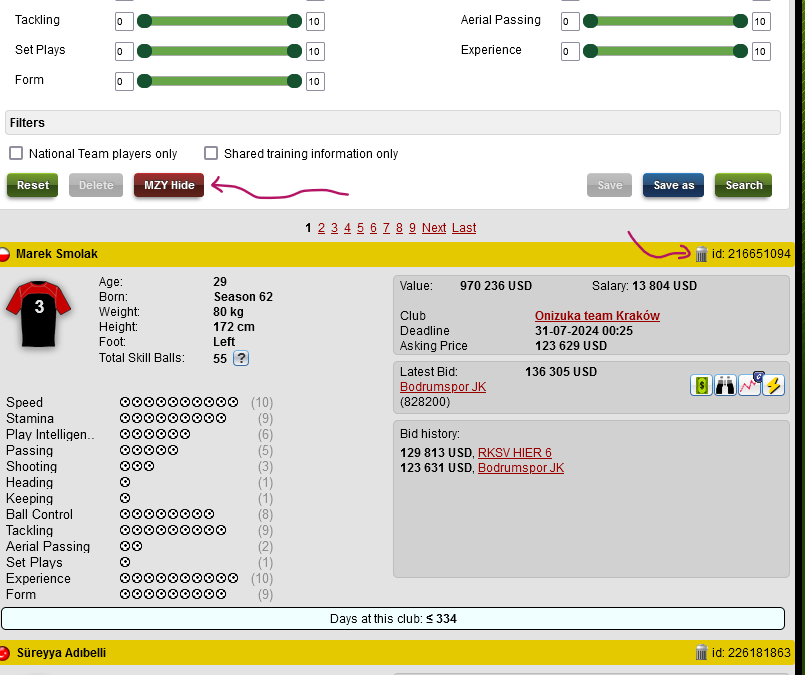 Tackling 0 10 Aerial Passing 0 10
Set Plays 0 10 Experience 0 10
Form 0 10
Filters
National Team players only Shared training information only
Reset Delete MZY Hide Save Save as Search
1 2 3 4 5 6 7 8 9 Next Last
Marek Smolak id: 216651094
3
Age: 29
Born: Season 62
Weight: 80 kg
Height: 172 cm
Foot: Left
Total Skill Balls: 55 ?
Value: 970 236 USD Salary: 13 804 USD
Club Onizuka team Kraków
Deadline 31-07-2024 00:25
Asking Price 123 629 USD
Latest Bid: 136 305 USD
Bodrumspor JK
(828200)
Bid history:
129 813 USD, RKSV HIER 6
123 631 USD, Bodrumspor JK
Speed (10)
Stamina (9)
Play Intelligen.. (6)
Passing (5)
Shooting (3)
Heading (1)
Keeping (1)
Ball Control (8)
Tackling (9)
Aerial Passing (2)
Set Plays (1)
Experience (10)
Form (9)
Days at this club: ≤ 334
Süreyya Adıbelli id: 226181863